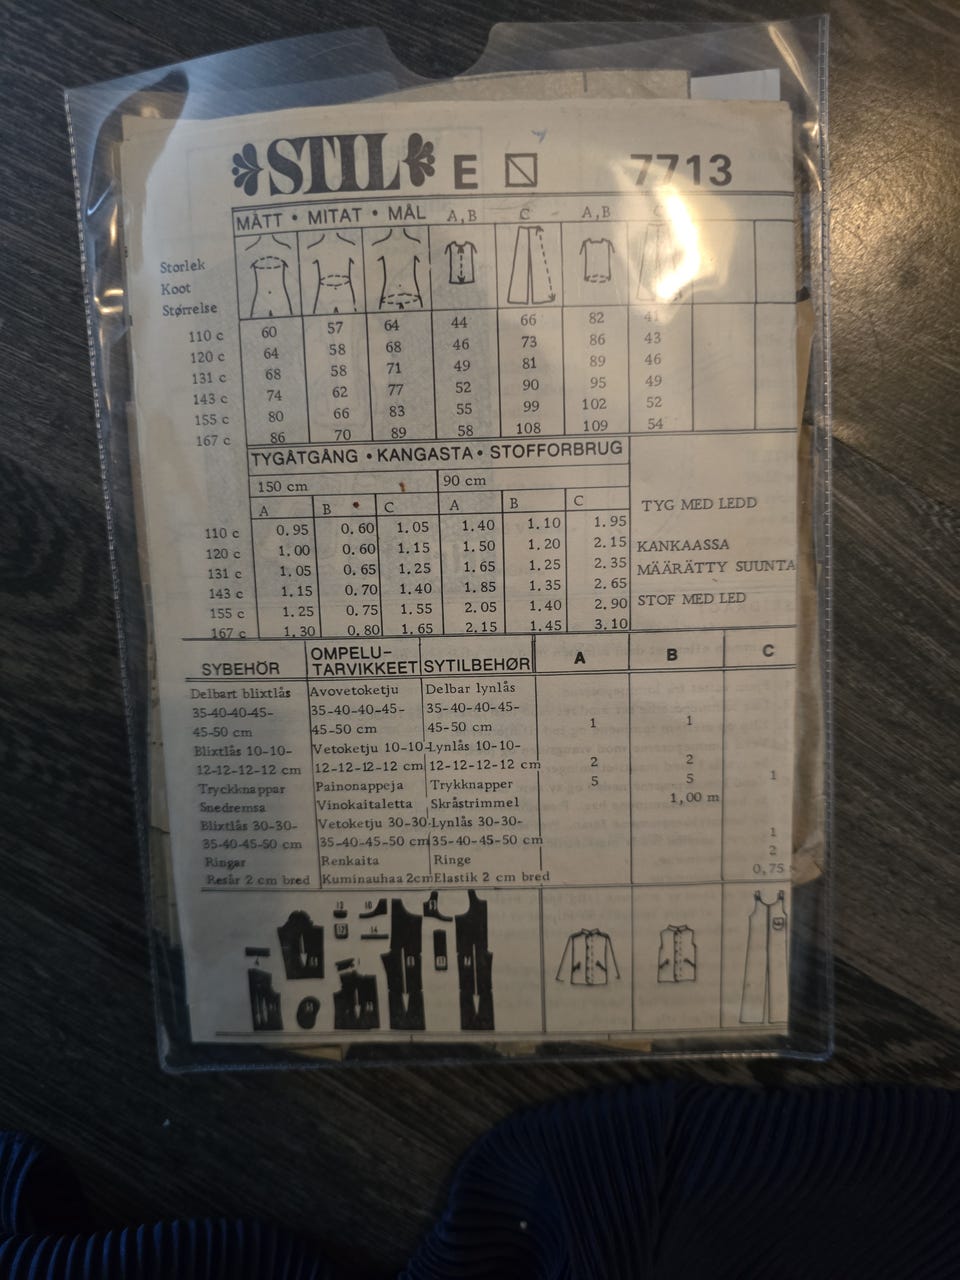 STIL E 7713
MÅTT • MITAT • MÅL A,B C A,B C
Storlek
Koot
Størrelse
110 c 60 57 64 44 66 82 41
120 c 64 58 68 46 73 86 43
131 c 68 58 71 49 81 89 46
143 c 74 62 77 52 90 95 49
155 c 80 66 83 55 99 102 52
167 c 86 70 89 58 108 109 54
TYGÅTGÅNG • KANGASTA • STOFFORBRUG
150 cm 90 cm
A B C A B C
TYG MED LEDD
KANKAASSA
MÄÄRÄTTY SUUNTA
STOF MED LED
110 c 0.95 0.60 1.05 1.40 1.10 1.95
120 c 1.00 0.60 1.15 1.50 1.20 2.15
131 c 1.05 0.65 1.25 1.65 1.25 2.35
143 c 1.15 0.70 1.40 1.85 1.35 2.65
155 c 1.25 0.75 1.55 2.05 1.40 2.90
167 c 1.30 0.80 1.65 2.15 1.45 3.10
SYBEHÖR OMPELU-
TARVIKKEET SYTILBEHØR A B C
Delbart blixtlås Avovetoketju Delbar lynlås
35-40-40-45- 35-40-40-45- 35-40-40-45-
45-50 cm 45-50 cm 45-50 cm 1 1
Blixtlås 10-10- Vetoketju 10-10- Lynlås 10-10-
12-12-12-12 cm 12-12-12-12 cm 12-12-12-12 cm 2 2
Tryckknappar Painonappeja Trykknapper 5 5 1
Snedremsa Vinokaitaletta Skråstrimmel 1,00 m
Blixtlås 30-30- Vetoketju 30-30- Lynlås 30-30-
35-40-45-50 cm 35-40-45-50 cm 35-40-45-50 cm 1
Ringar Renkaita Ringe 2
Resår 2 cm bred Kuminauhaa 2cm Elastik 2 cm bred 0,75